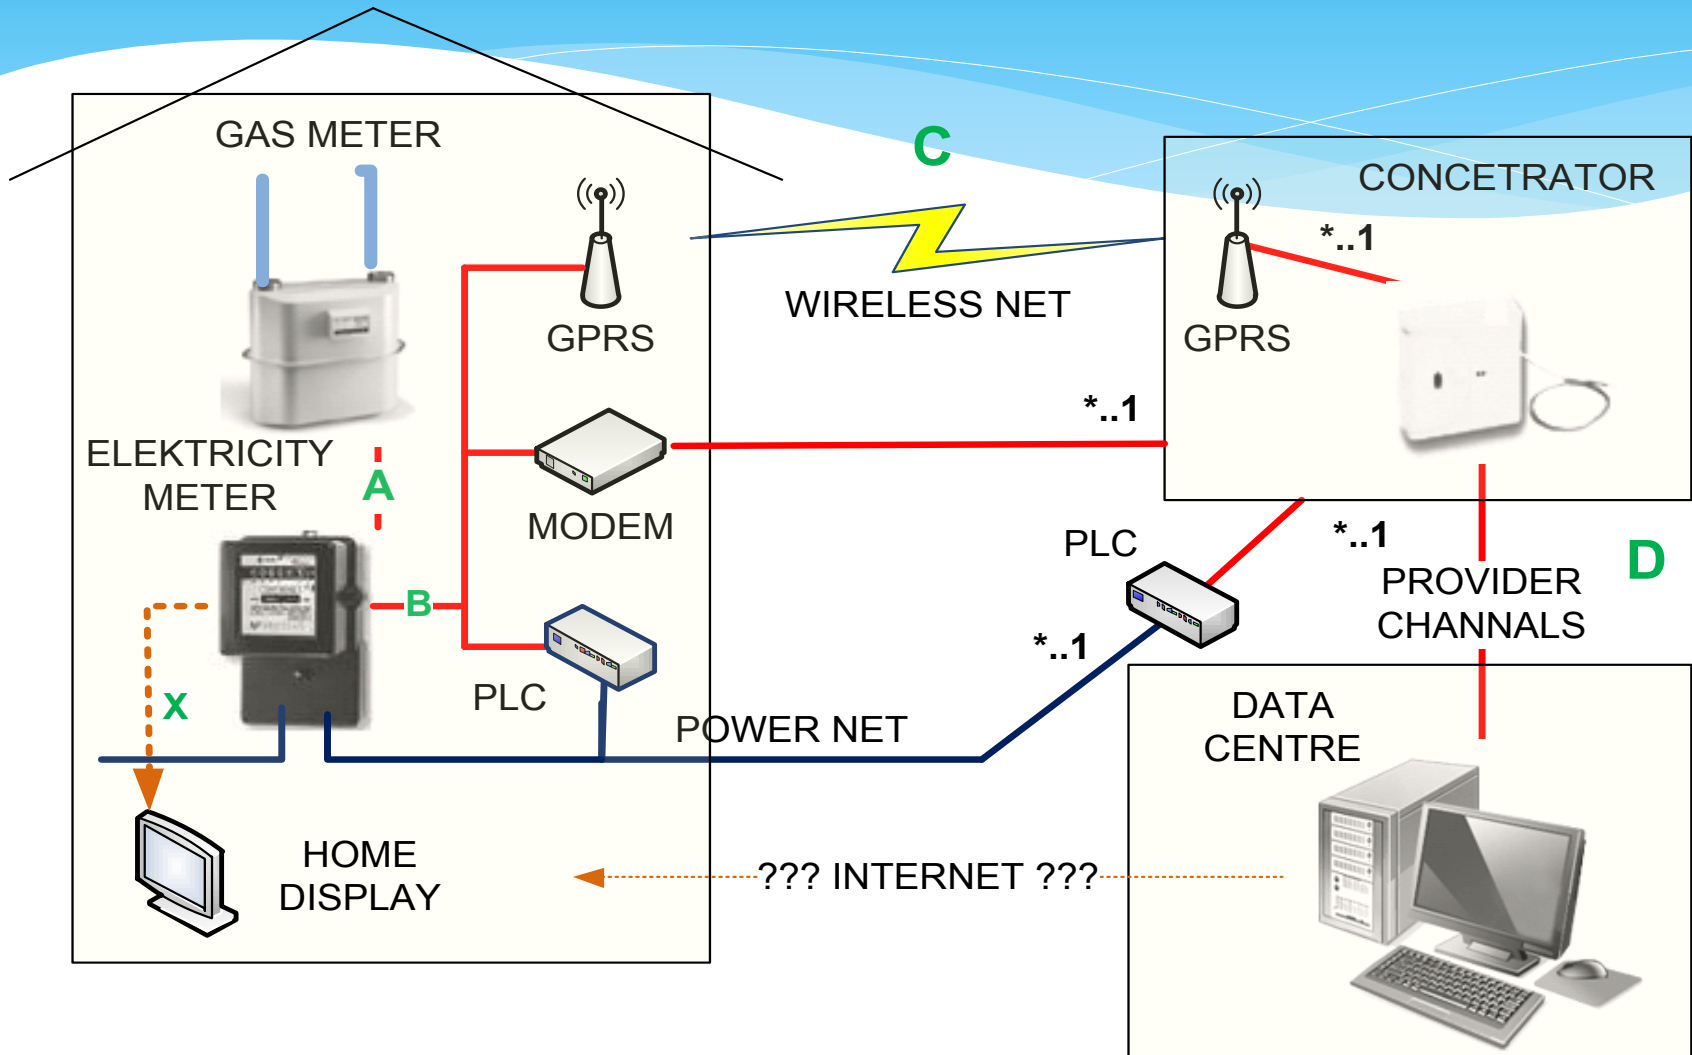 GAS METER
C
CONCETRATOR
*..1
GPRS
WIRELESS NET
GPRS
*..1
ELEKTRICITY
METER
A
MODEM
PLC
*..1
D
PROVIDER
CHANNALS
B
*..1
PLC
X
POWER NET
DATA
CENTRE
HOME
DISPLAY
??? INTERNET ???